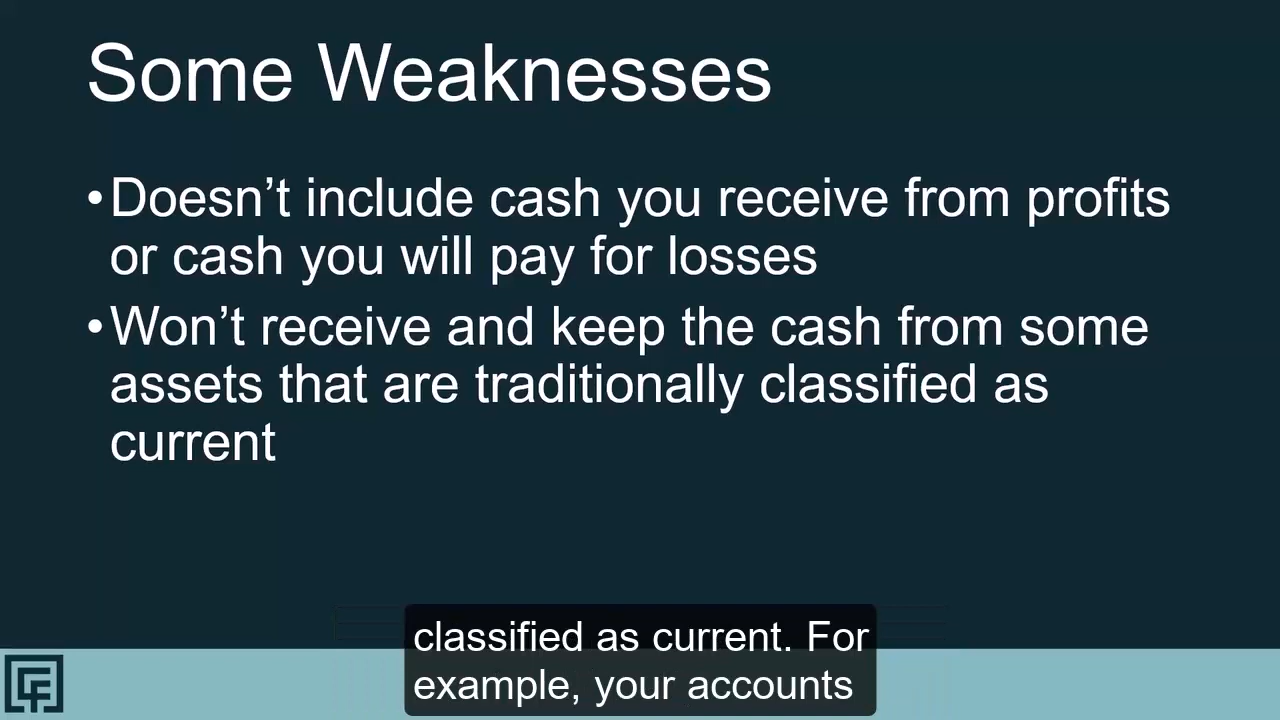 Some Weaknesses
•Doesn’t include cash you receive from profits
or cash you will pay for losses
•Won’t receive and keep the cash from some
assets that are traditionally classified as
current
classified as current. For
example, your accounts